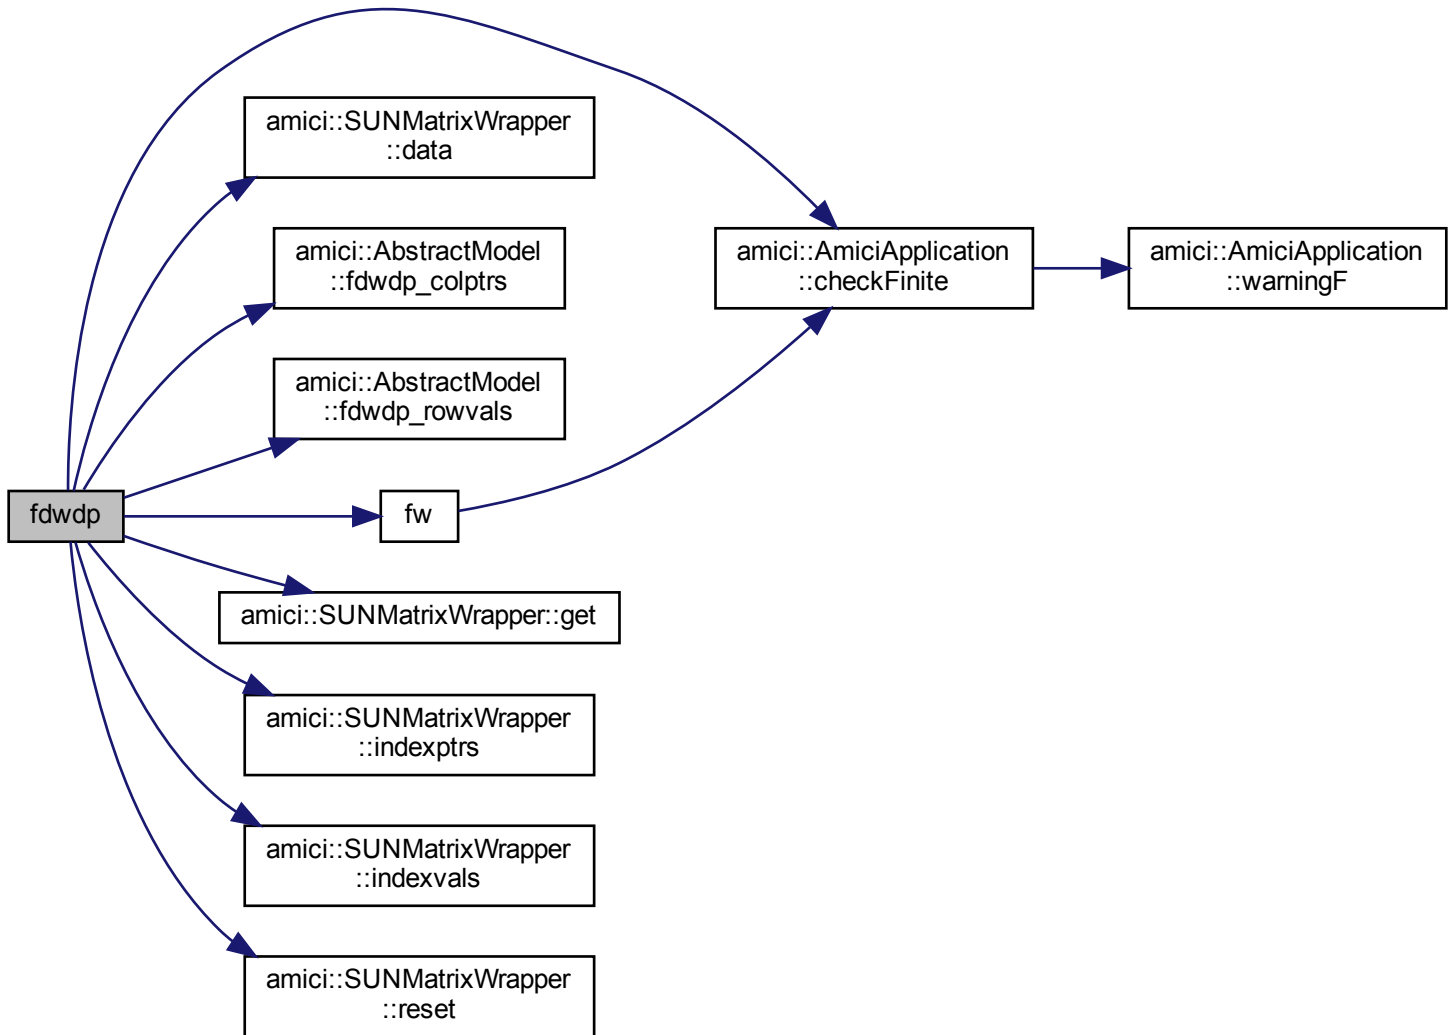 amici::SUNMatrixWrapper
::data
amici::AbstractModel
::fdwdp_colptrs
amici::AmiciApplication
::checkFinite
amici::AmiciApplication
::warningF
amici::AbstractModel
::fdwdp_rowvals
fdwdp
fw
amici::SUNMatrixWrapper::get
amici::SUNMatrixWrapper
::indexptrs
amici::SUNMatrixWrapper
::indexvals
amici::SUNMatrixWrapper
::reset